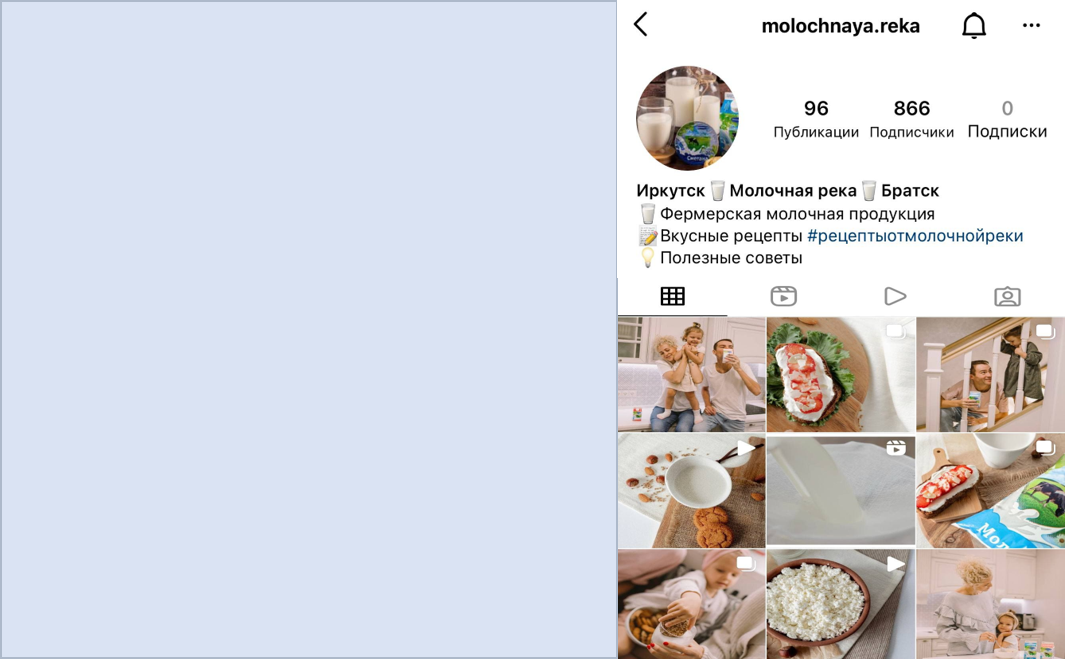 molochnaya.reka
96 866 0
Публикации Подписчики Подписки
Иркутск🥛Молочная река🥛Братск
🥛Фермерская молочная продукция
📝Вкусные рецепты #рецептыотмолочнойреки
💡Полезные советы
Мол